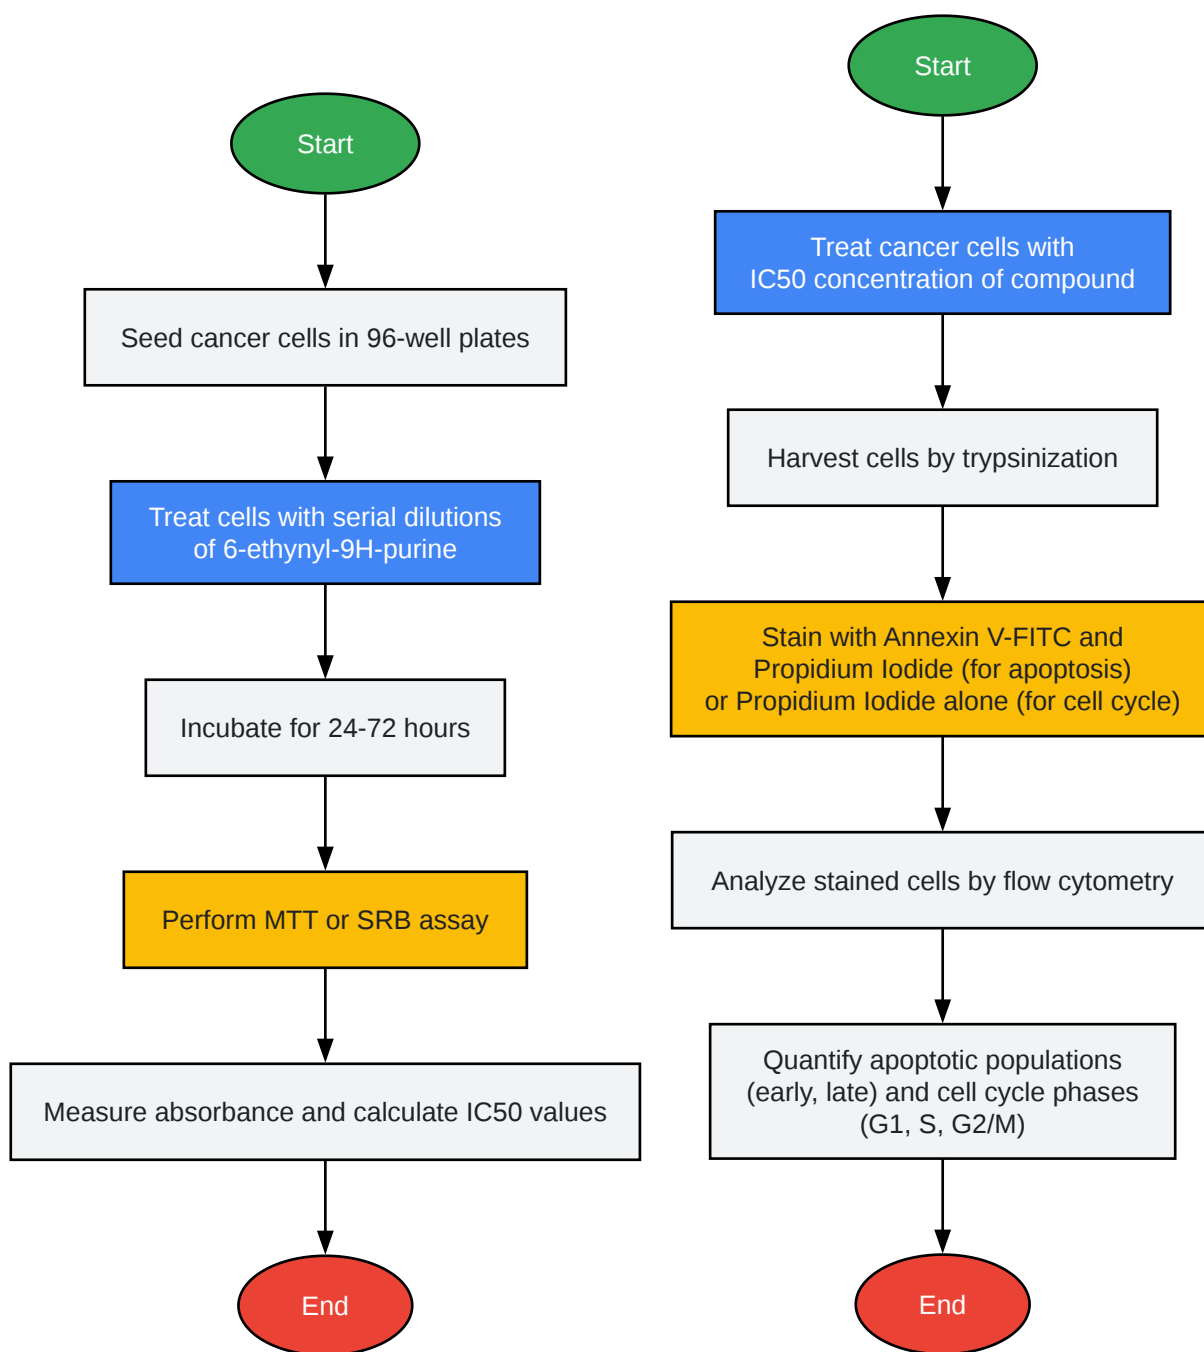 Start
Seed cancer cells in 96-well plates
Treat cells with serial dilutions
of 6-ethynyl-9H-purine
Incubate for 24-72 hours
Perform MTT or SRB assay
Measure absorbance and calculate IC50 values
End
Start
Treat cancer cells with
IC50 concentration of compound
Harvest cells by trypsinization
Stain with Annexin V-FITC and
Propidium Iodide (for apoptosis)
or Propidium Iodide alone (for cell cycle)
Analyze stained cells by flow cytometry
Quantify apoptotic populations
(early, late) and cell cycle phases
(G1, S, G2/M)
End